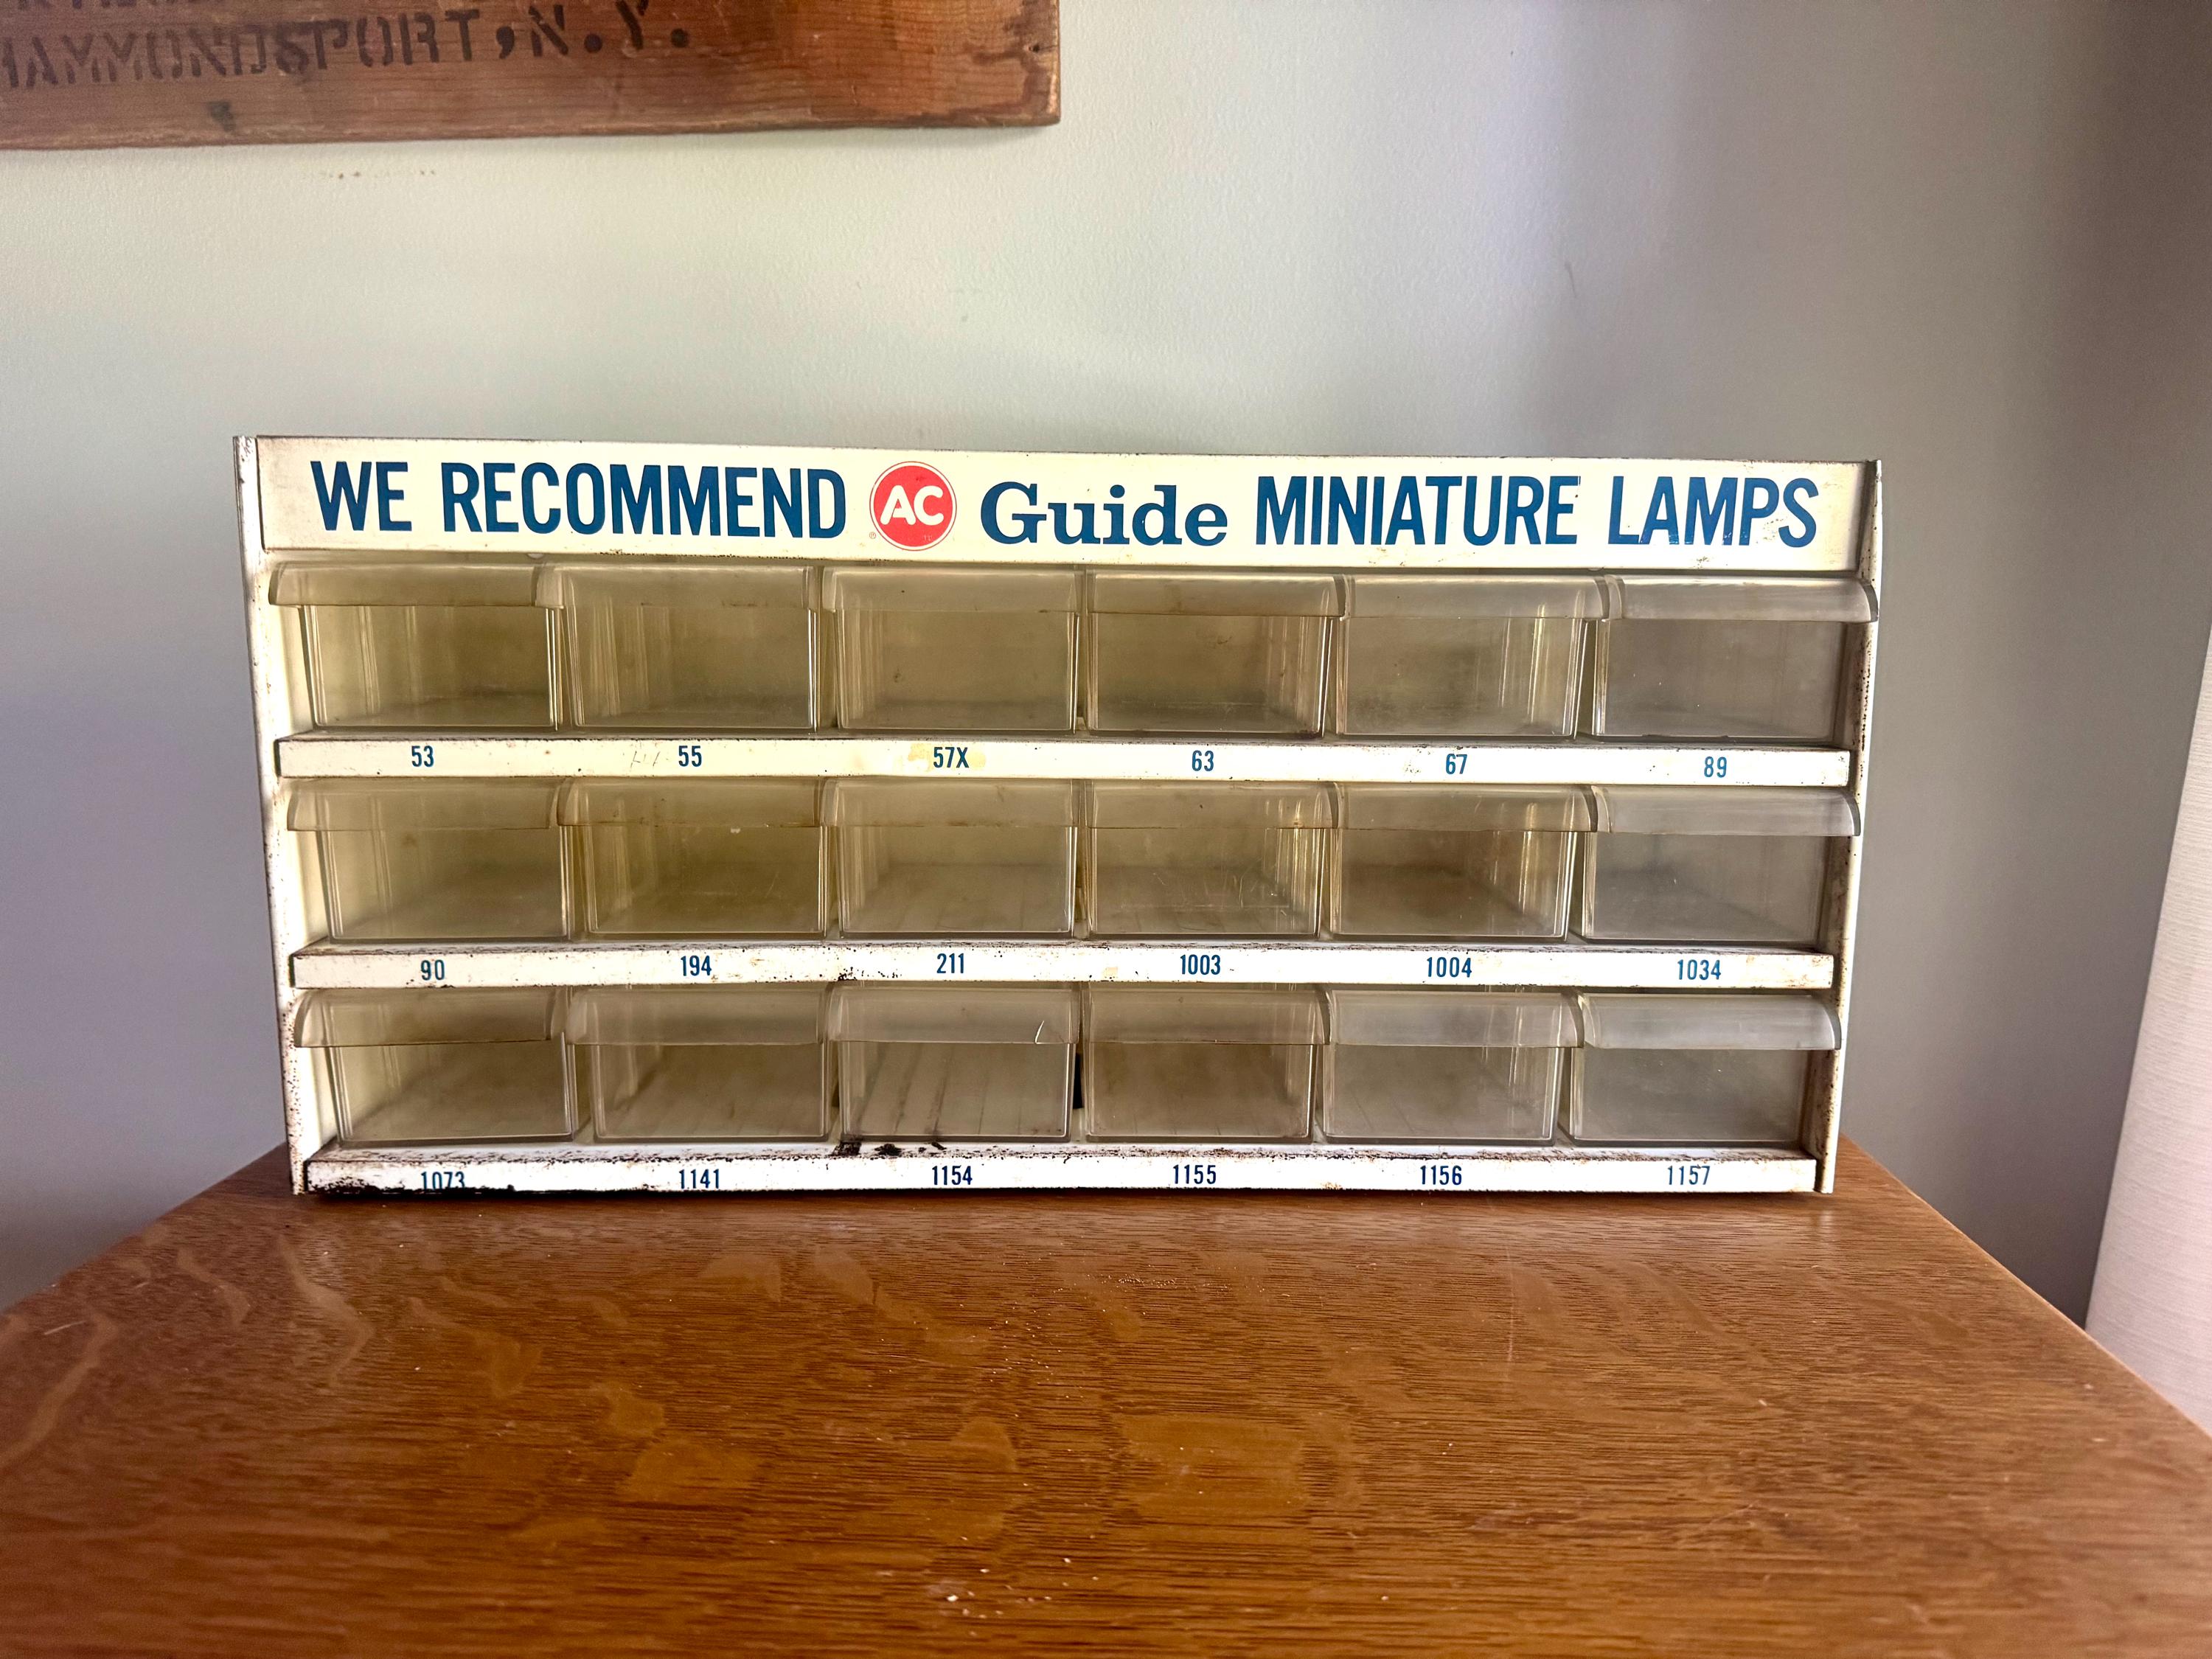 HAMMONDSPORT, N.Y.
WE RECOMMEND AC Guide MINIATURE LAMPS
53 55 57X 63 67 89
90 194 211 1003 1004 1034
1073 1141 1154 1155 1156 1157